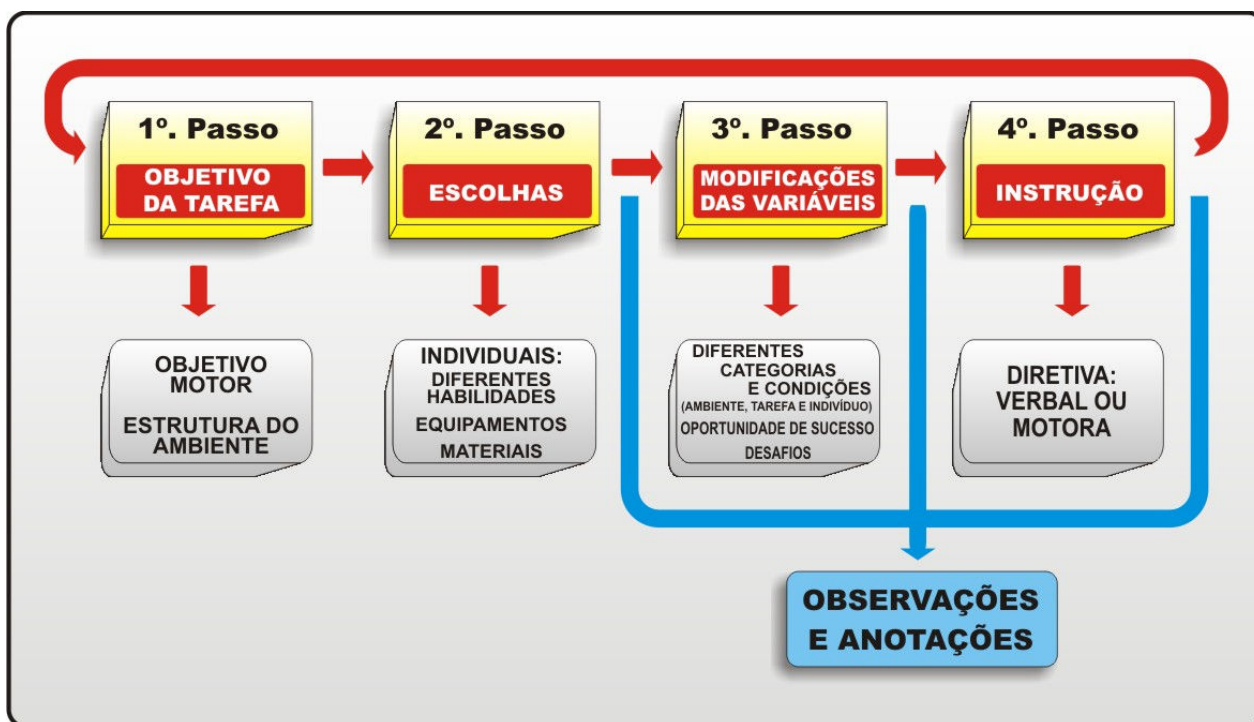 1º. Passo
OBJETIVO
DA TAREFA
2º. Passo
ESCOLHAS
3º. Passo
MODIFICAÇÕES
DAS VARIÁVEIS
4º. Passo
INSTRUÇÃO
OBJETIVO
MOTOR
ESTRUTURA DO
AMBIENTE
INDIVIDUAIS:
DIFERENTES
HABILIDADES
EQUIPAMENTOS
MATERIAIS
DIFERENTES
CATEGORIAS
E CONDIÇÕES
(AMBIENTE, TAREFA E INDIVÍDUO)
OPORTUNIDADE DE SUCESSO
DESAFIOS
DIRETIVA:
VERBAL OU
MOTORA
OBSERVAÇÕES
E ANOTAÇÕES